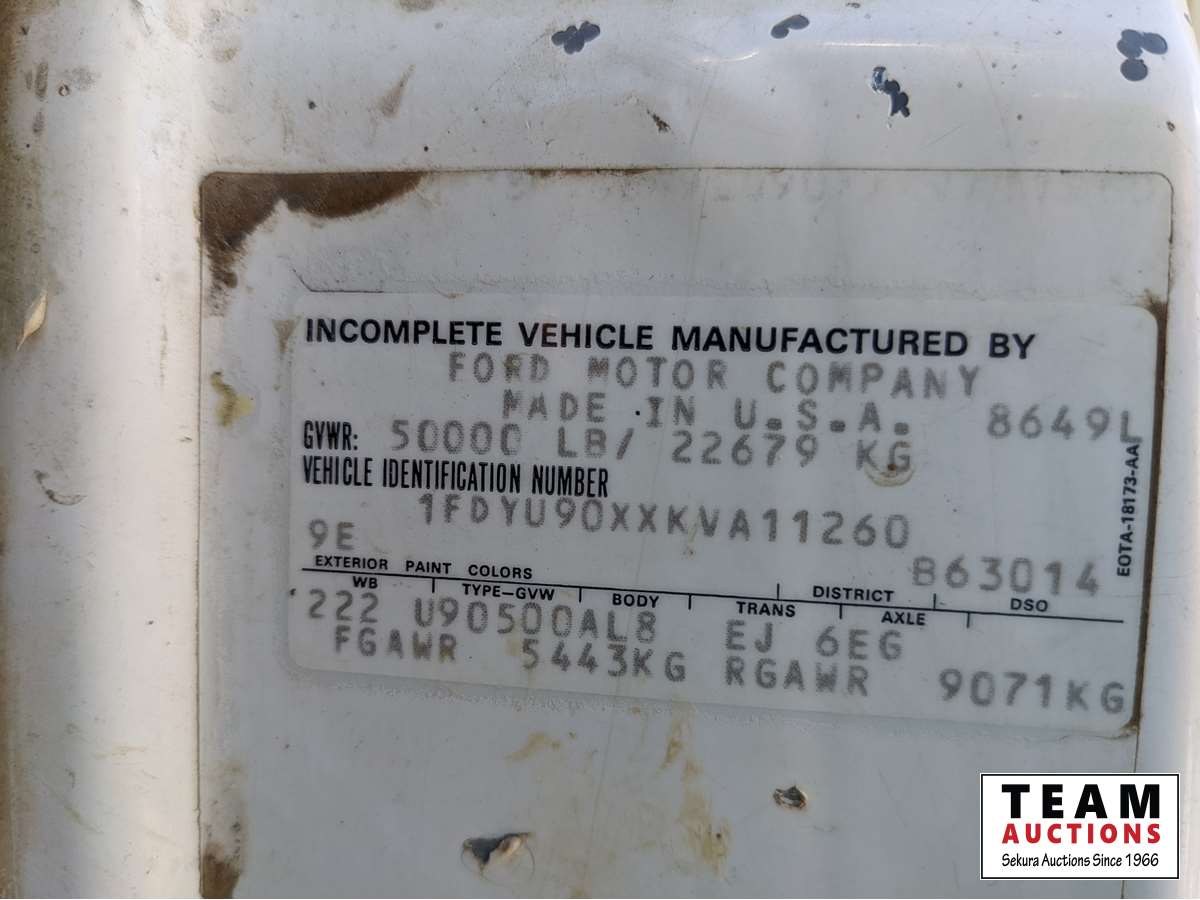 INCOMPLETE VEHICLE MANUFACTURED BY
FORD MOTOR COMPANY
MADE IN U.S.A. 8649L
GVWR: 50000 LB/ 22679 KG
VEHICLE IDENTIFICATION NUMBER
1FDYU90XXKVA11260
9E 863014
EXTERIOR PAINT COLORS DISTRICT DSO
WB TYPE-GVW BODY TRANS AXLE
222 U90500AL8 EJ 6EG
FGAWR 5443KG RGAWR 9071KG
EOTA-18173-AA
TEAM
AUCTIONS
Sekura Auctions Since 1966